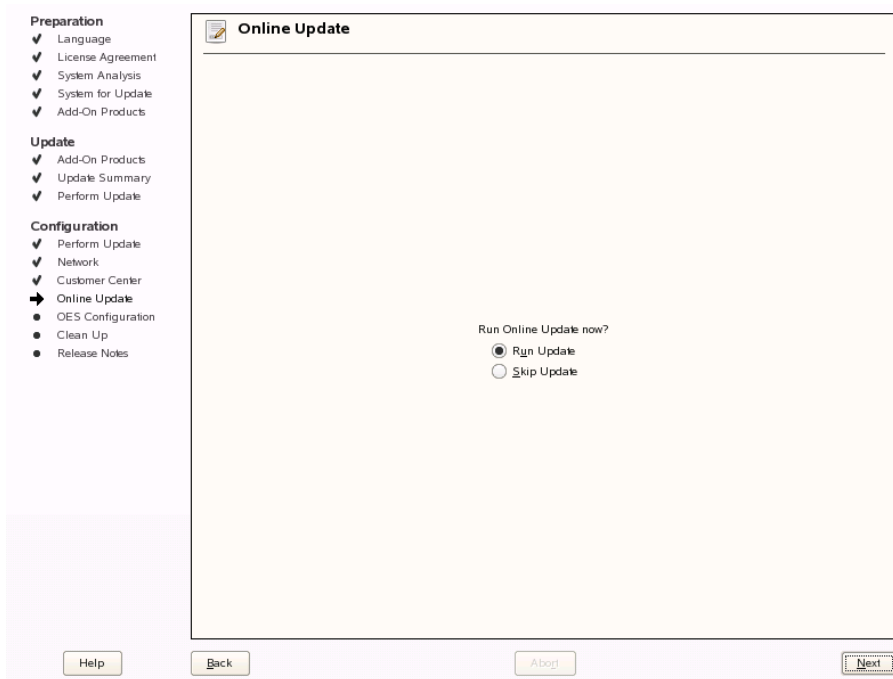 Preparation
Language
License Agreement
System Analysis
System for Update
Add-On Products
Update
Add-On Products
Update Summary
Perform Update
Configuration
Perform Update
Network
Customer Center
Online Update
OES Configuration
Clean Up
Release Notes
Online Update
Run Online Update now?
Run Update
Skip Update
Help
Back
Abort
Next